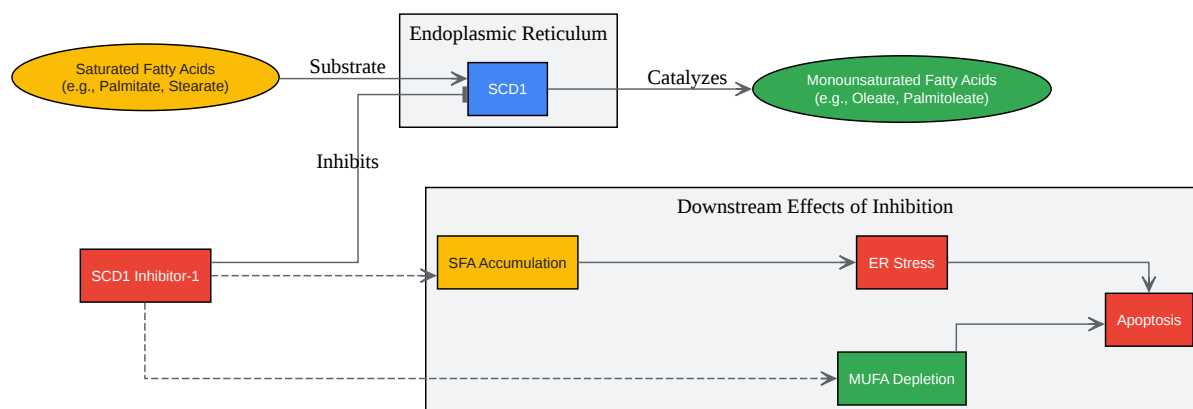 Endoplasmic Reticulum
Saturated Fatty Acids
(e.g., Palmitate, Stearate)
Substrate
SCD1
Catalyzes
Monounsaturated Fatty Acids
(e.g., Oleate, Palmitoleate)
Inhibits
Downstream Effects of Inhibition
SCD1 Inhibitor-1
SFA Accumulation
ER Stress
Apoptosis
MUFA Depletion